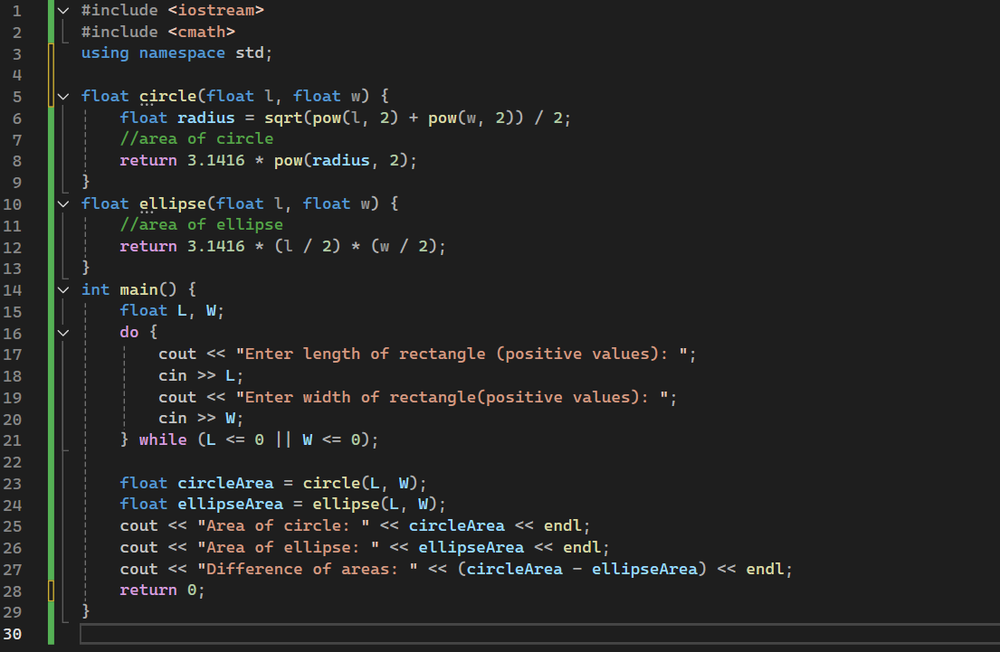 1 #include <iostream>
2 #include <cmath>
3 using namespace std;
4
5 float circle(float l, float w) {
6     float radius = sqrt(pow(l, 2) + pow(w, 2)) / 2;
7     //area of circle
8     return 3.1416 * pow(radius, 2);
9 }
10 float ellipse(float l, float w) {
11     //area of ellipse
12     return 3.1416 * (l / 2) * (w / 2);
13 }
14 int main() {
15     float L, W;
16     do {
17         cout << "Enter length of rectangle (positive values): ";
18         cin >> L;
19         cout << "Enter width of rectangle(positive values): ";
20         cin >> W;
21     } while (L <= 0 || W <= 0);
22
23     float circleArea = circle(L, W);
24     float ellipseArea = ellipse(L, W);
25     cout << "Area of circle: " << circleArea << endl;
26     cout << "Area of ellipse: " << ellipseArea << endl;
27     cout << "Difference of areas: " << (circleArea - ellipseArea) << endl;
28     return 0;
29 }
30